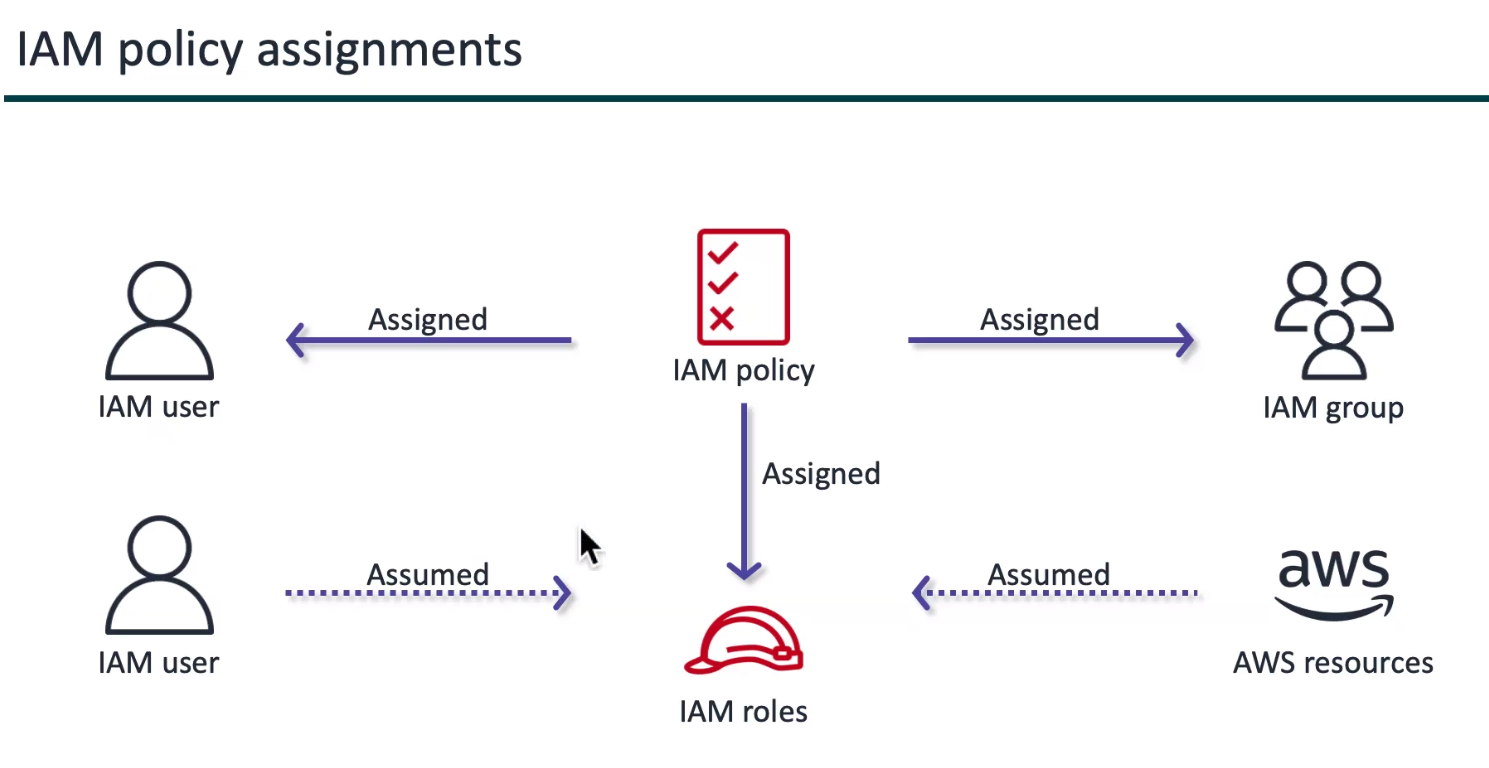 IAM policy assignments
Assigned
Assigned
IAM policy
IAM user
IAM group
Assigned
aws
Assumed
Assumed
IAM user
AWS resources
IAM roles